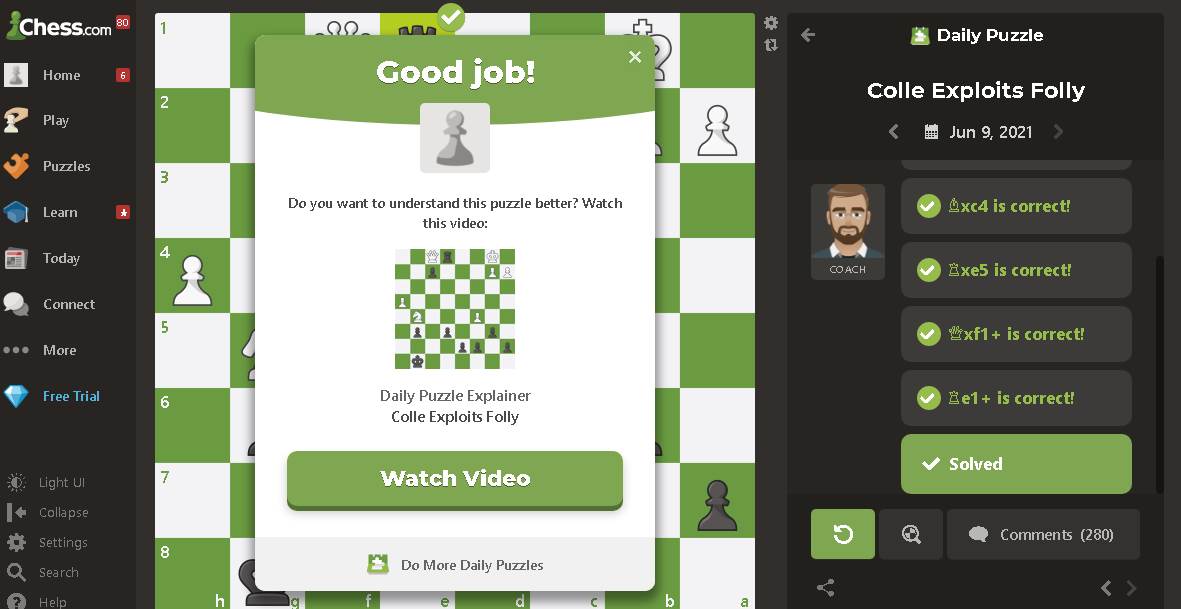 Chess.com
80
Home
6
Play
Puzzles
Learn
Today
Connect
More
Free Trial
Light UI
Collapse
Settings
Search
Help
1
2
3
4
5
6
7
8
h g f e d c b a
Good job!
Do you want to understand this puzzle better? Watch
this video:
Daily Puzzle Explainer
Colle Exploits Folly
Watch Video
Do More Daily Puzzles
Daily Puzzle
Colle Exploits Folly
Jun 9, 2021
COACH
♗xc4 is correct!
♖xe5 is correct!
♕xf1+ is correct!
♖e1+ is correct!
Solved
Comments (280)